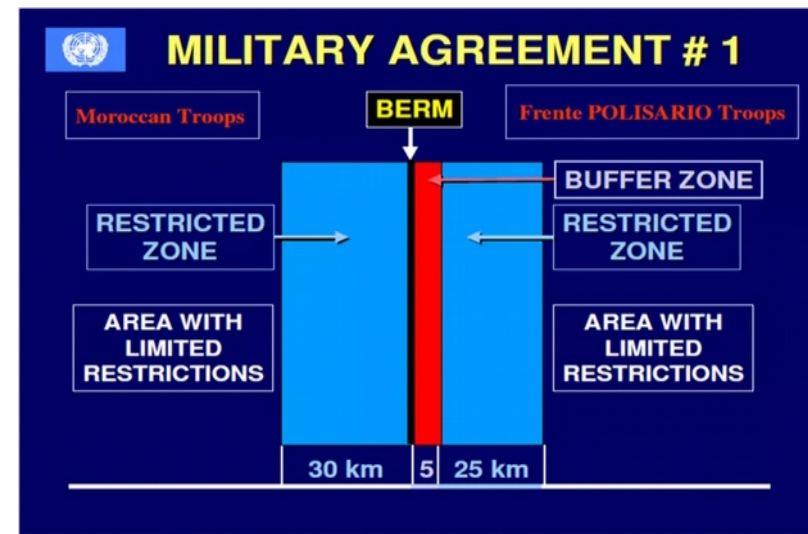 MILITARY AGREEMENT # 1
Moroccan Troops
BERM
Frente POLISARIO Troops
BUFFER ZONE
RESTRICTED
ZONE
RESTRICTED
ZONE
AREA WITH
LIMITED
RESTRICTIONS
AREA WITH
LIMITED
RESTRICTIONS
30 km
5
25 km